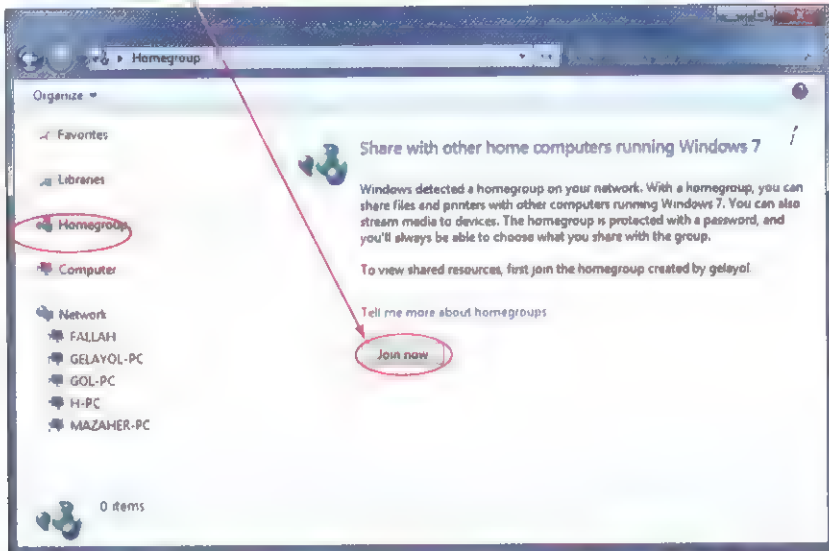 Homegroup
Organize
Favorites
Libraries
Homegroup
Computer
Network
FALLAH
GELAYOL-PC
GOL-PC
H-PC
MAZAHER-PC
Share with other home computers running Windows 7
Windows detected a homegroup on your network. With a homegroup, you can
share files and printers with other computers running Windows 7. You can also
stream media to devices. The homegroup is protected with a password, and
you'll always be able to choose what you share with the group.
To view shared resources, first join the homegroup created by gelayol
Tell me more about homegroups
Join now
0 items